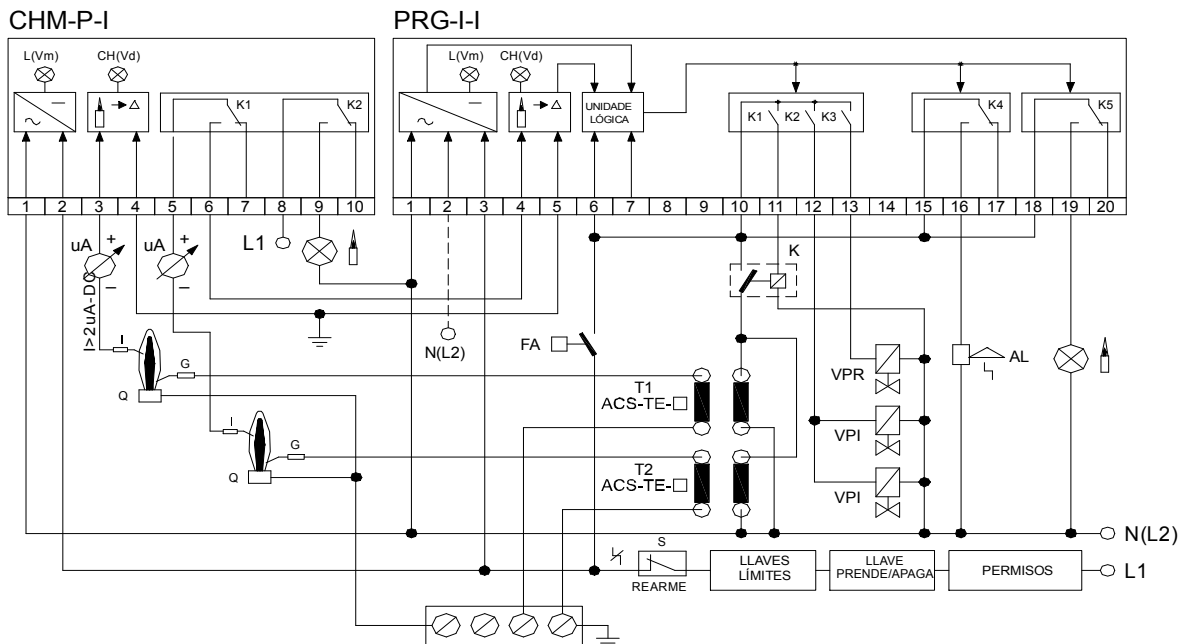 CHM-P-I
PRG-I-I
L(Vm)
CH(Vd)
L(Vm)
CH(Vd)
K1
K2
UNIDADE
LÓGICA
K1
K2
K3
K4
K5
1 2 3 4 5 6 7 8 9 10
1 2 3 4 5 6 7 8 9 10 11 12 13 14 15 16 17 18 19 20
uA
+
–
uA
+
–
L1
K
I>2uA-DC
N(L2)
FA
I
G
Q
T1
ACS-TE-
VPR
AL
I
G
Q
T2
ACS-TE-
VPI
VPI
N(L2)
S
REARME
LLAVES
LÍMITES
LLAVE
PRENDE/APAGA
PERMISOS
L1